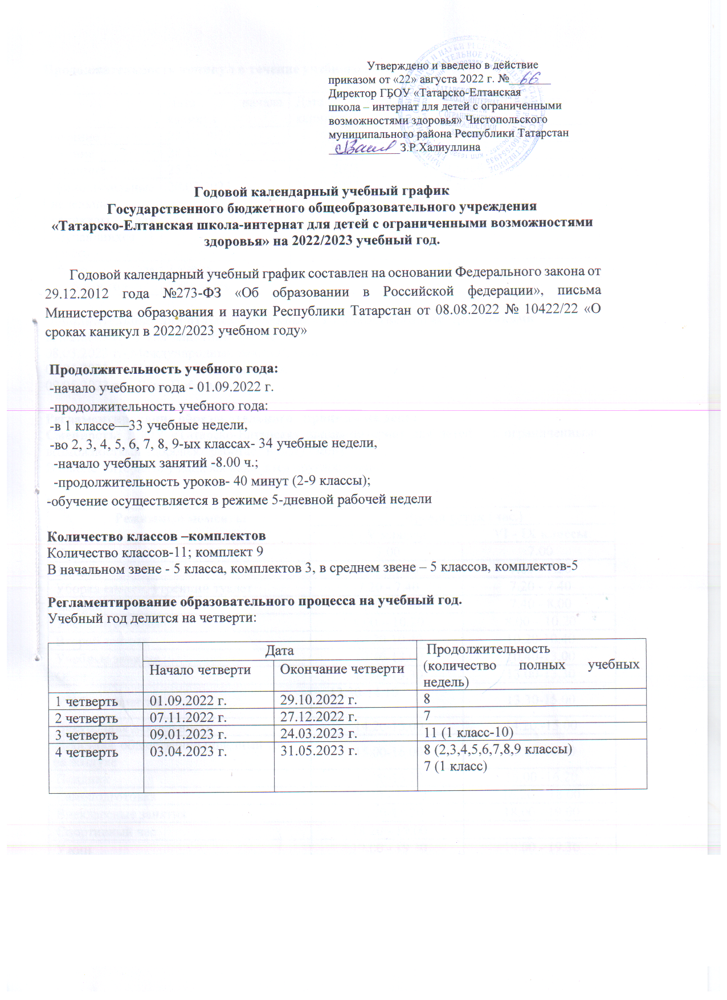 Утверждено и введено в действие
приказом от «22» августа 2022 г. № 66
Директор ГБОУ «Татарско-Елтанская
школа – интернат для детей с ограниченными
возможностями здоровья» Чистопольского
муниципального района Республики Татарстан
З.Р.Халиуллина
Годовой календарный учебный график
Государственного бюджетного общеобразовательного учреждения
«Татарско-Елтанская школа-интернат для детей с ограниченными возможностями
здоровья» на 2022/2023 учебный год.
Годовой календарный учебный график составлен на основании Федерального закона от
29.12.2012 года №273-ФЗ «Об образовании в Российской федерации», письма
Министерства образования и науки Республики Татарстан от 08.08.2022 № 10422/22 «О
сроках каникул в 2022/2023 учебном году»
Продолжительность учебного года:
-начало учебного года - 01.09.2022 г.
-продолжительность учебного года:
-в 1 классе—33 учебные недели,
-во 2, 3, 4, 5, 6, 7, 8, 9-ых классах- 34 учебные недели,
-начало учебных занятий -8.00 ч.;
-продолжительность уроков- 40 минут (2-9 классы);
-обучение осуществляется в режиме 5-дневной рабочей недели
Количество классов –комплектов
Количество классов-11; комплект 9
В начальном звене - 5 класса, комплектов 3, в среднем звене – 5 классов, комплектов-5
Регламентирование образовательного процесса на учебный год.
Учебный год делится на четверти:
Дата Продолжительность (количество полных учебных недель)
Начало четверти Окончание четверти
1 четверть 01.09.2022 г. 29.10.2022 г. 8
2 четверть 07.11.2022 г. 27.12.2022 г. 7
3 четверть 09.01.2023 г. 24.03.2023 г. 11 (1 класс-10)
4 четверть 03.04.2023 г. 31.05.2023 г. 8 (2,3,4,5,6,7,8,9 классы)
7 (1 класс)